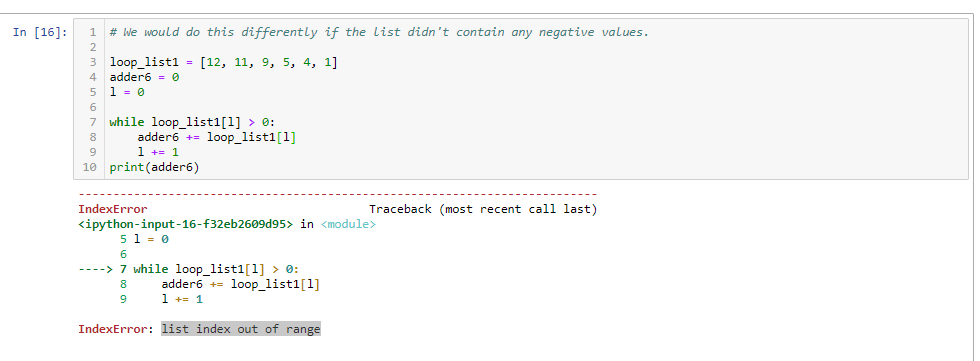 In [16]:
1 # We would do this differently if the list didn't contain any negative values.
2
3 loop_list1 = [12, 11, 9, 5, 4, 1]
4 adder6 = 0
5 l = 0
6
7 while loop_list1[l] > 0:
8     adder6 += loop_list1[l]
9     l += 1
10 print(adder6)
---------------------------------------------------------------------------
IndexError                                Traceback (most recent call last)
<ipython-input-16-f32eb2609d95> in <module>
      5 l = 0
      6
----> 7 while loop_list1[l] > 0:
      8     adder6 += loop_list1[l]
      9     l += 1
IndexError: list index out of range